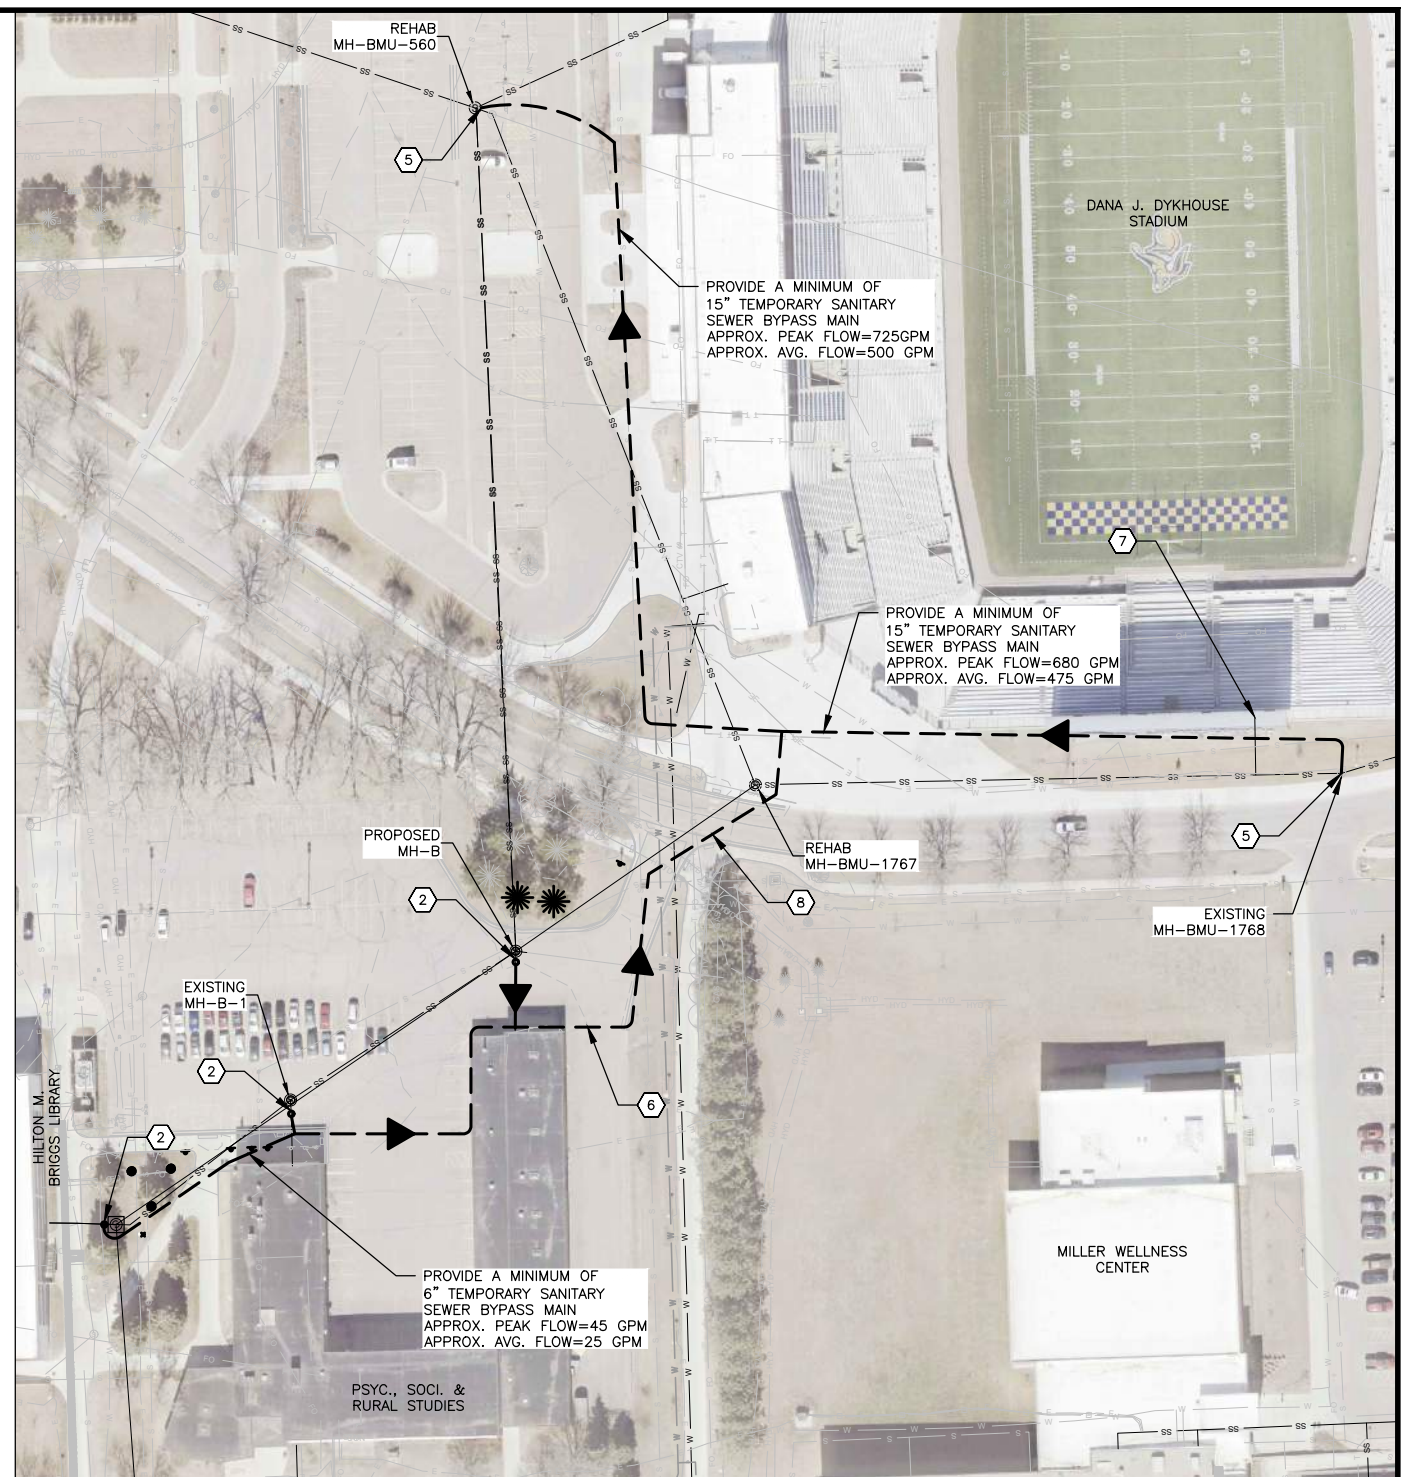 REHAB
MH-BMU-560
5
DANA J. DYKHOUSE
STADIUM
PROVIDE A MINIMUM OF
15" TEMPORARY SANITARY
SEWER BYPASS MAIN
APPROX. PEAK FLOW=725GPM
APPROX. AVG. FLOW=500 GPM
7
PROVIDE A MINIMUM OF
15" TEMPORARY SANITARY
SEWER BYPASS MAIN
APPROX. PEAK FLOW=680 GPM
APPROX. AVG. FLOW=475 GPM
PROPOSED
MH-B
2
REHAB
MH-BMU-1767
5
8
EXISTING
MH-BMU-1768
EXISTING
MH-B-1
2
6
2
HILTON M.
BRIGGS LIBRARY
PROVIDE A MINIMUM OF
6" TEMPORARY SANITARY
SEWER BYPASS MAIN
APPROX. PEAK FLOW=45 GPM
APPROX. AVG. FLOW=25 GPM
MILLER WELLNESS
CENTER
PSYC., SOCI. &
RURAL STUDIES